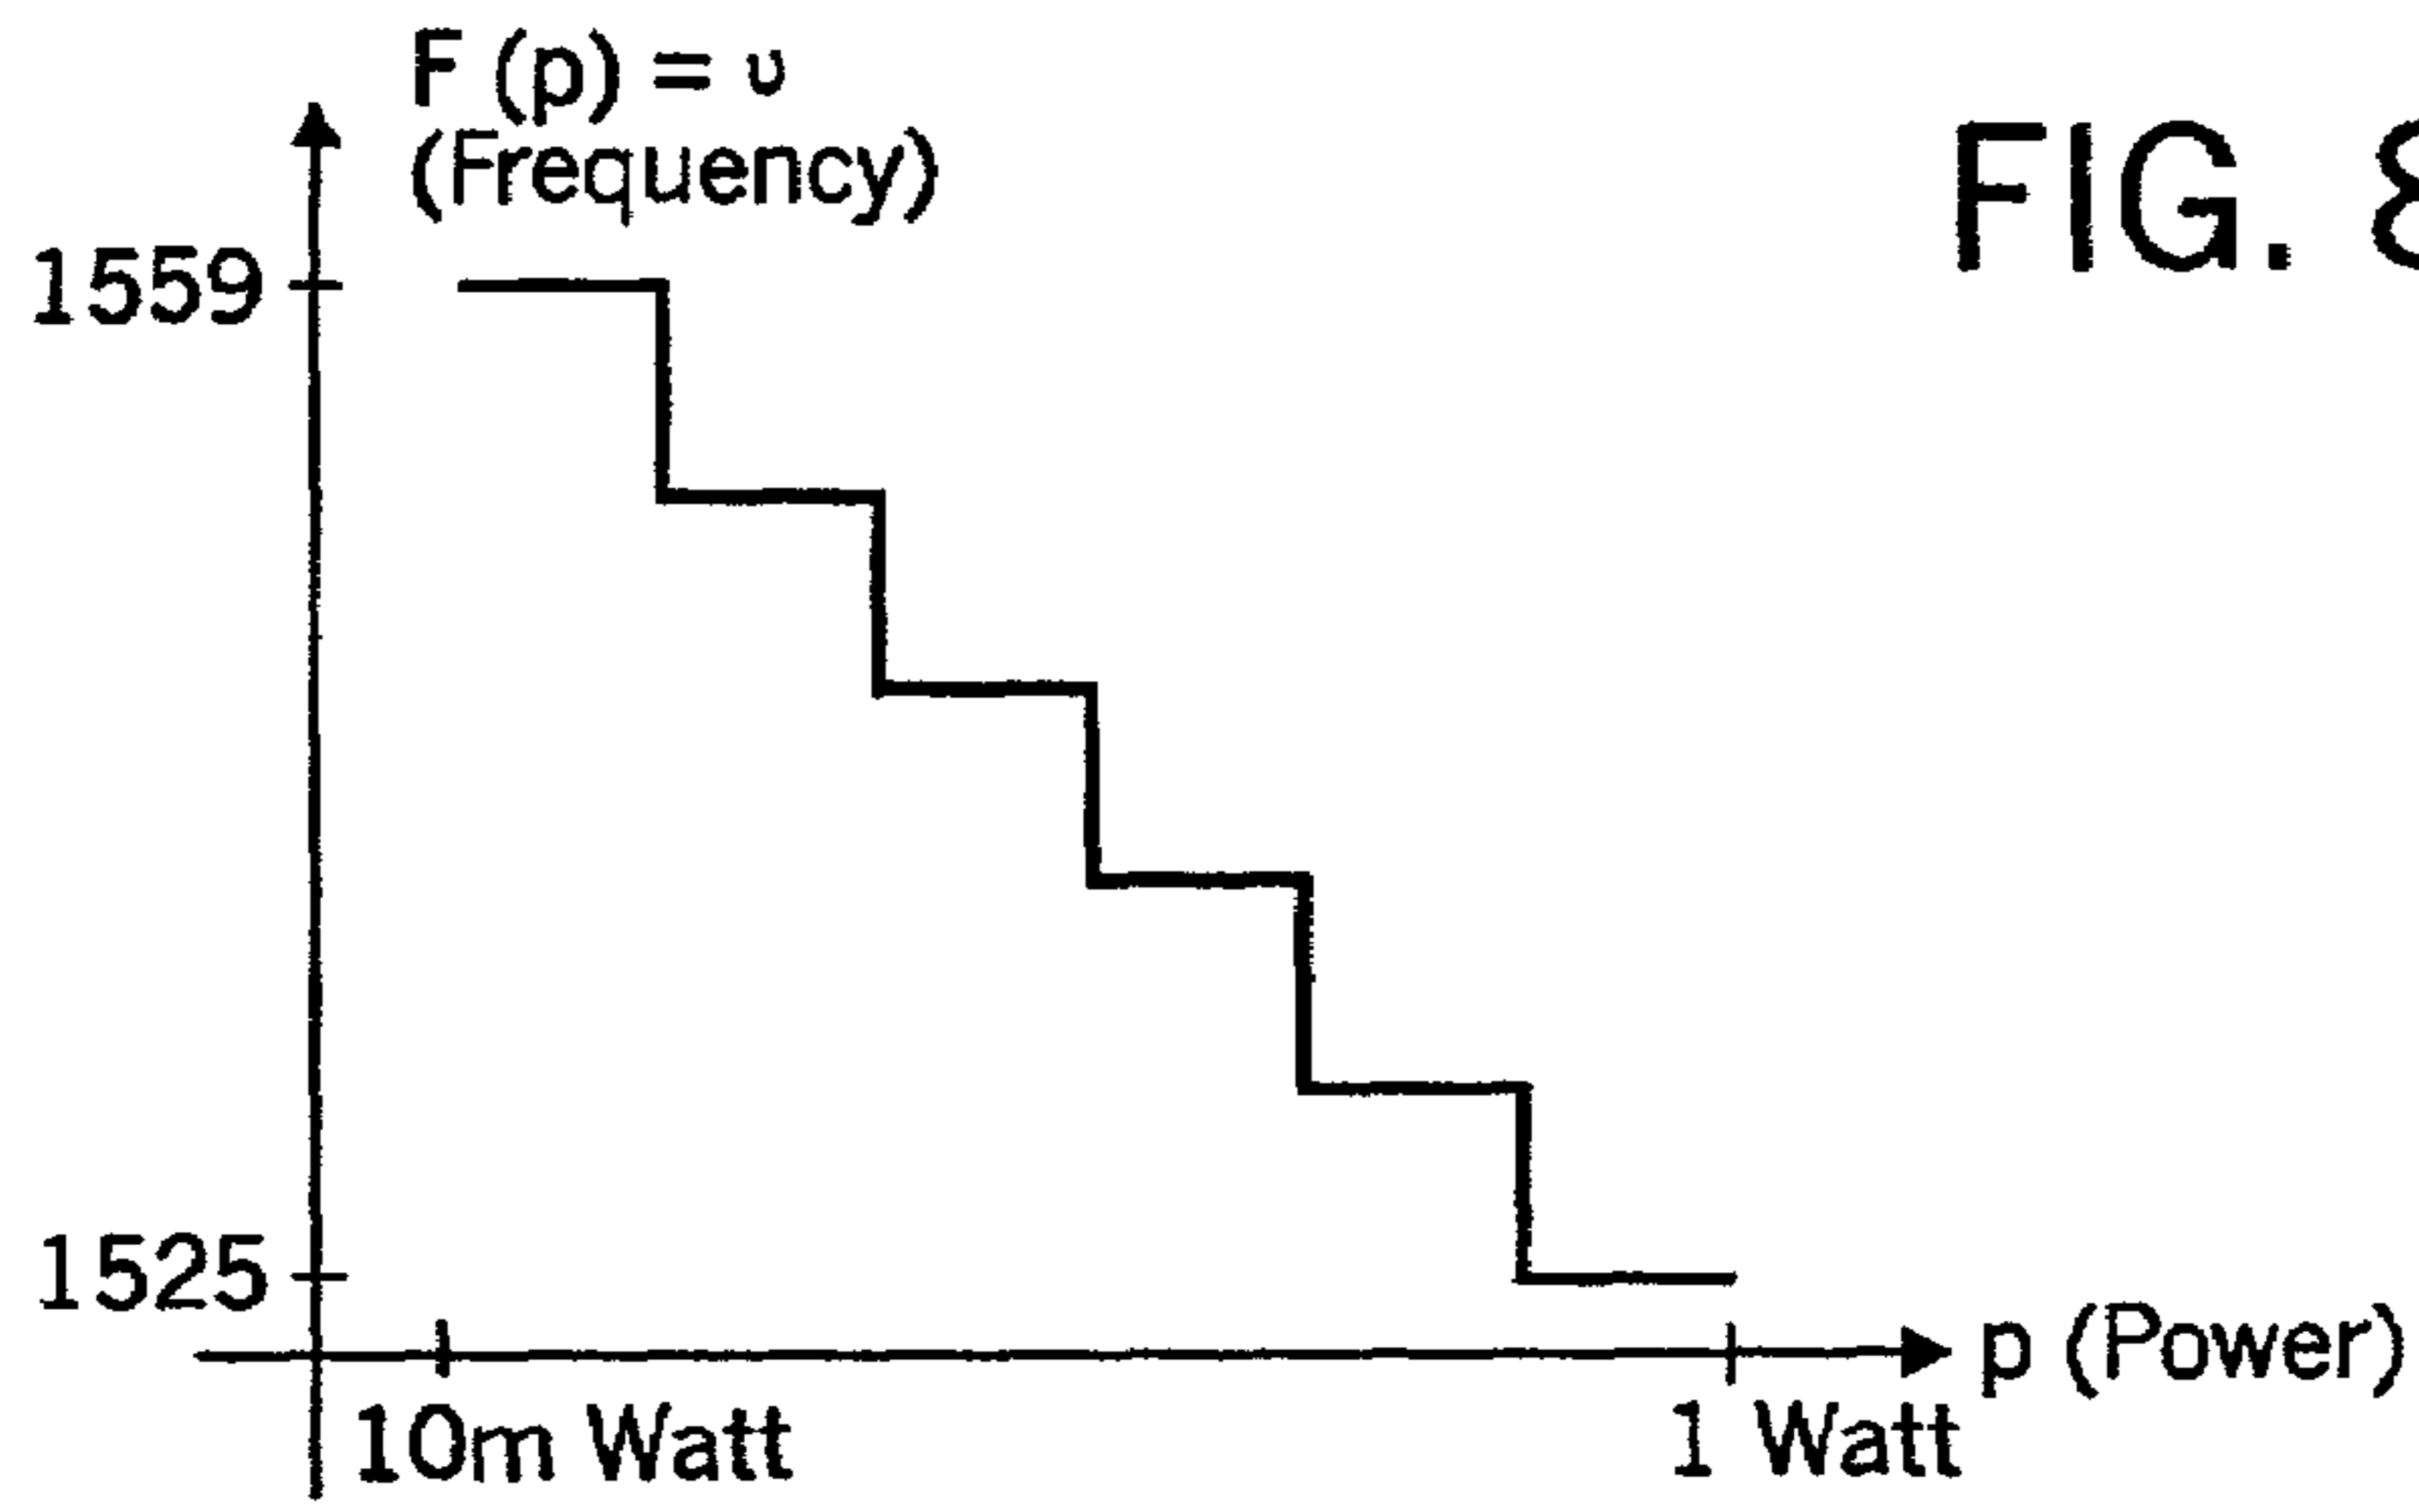 F (p) = υ
(Frequency)
FIG. 8
1559
1525
p (Power)
10m Watt
1 Watt